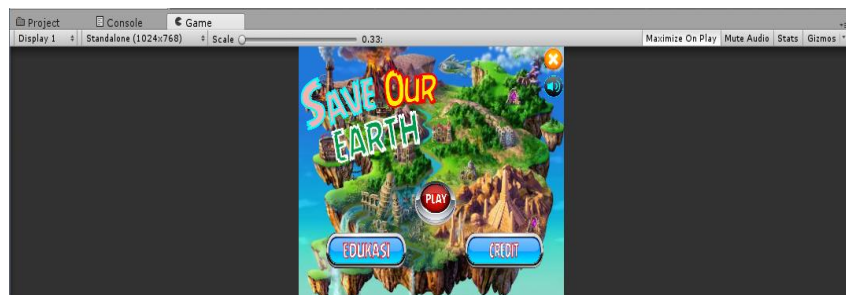 Project Console Game
Display 1 Standalone (1024x768) Scale 0.33: Maximize On Play Mute Audio Stats Gizmos
SAVE OUR
EARTH
PLAY
EDUKASI CREDIT